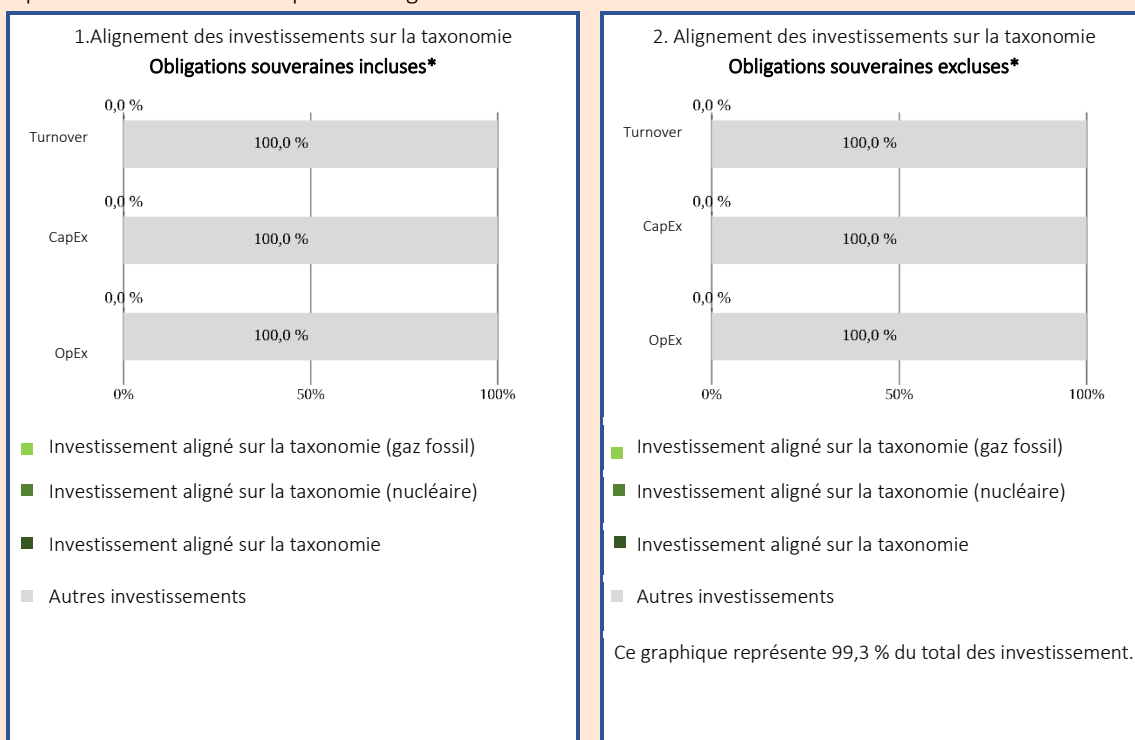 1.Alignement des investissements sur la taxonomie
Obligations souveraines incluses*
0,0 %
Turnover
100,0 %
0,0 %
CapEx
100,0 %
0,0 %
OpEx
100,0 %
0%
50%
100%
Investissement aligné sur la taxonomie (gaz fossil)
Investissement aligné sur la taxonomie (nucléaire)
Investissement aligné sur la taxonomie
Autres investissements
2. Alignement des investissements sur la taxonomie
Obligations souveraines excluses*
0,0 %
Turnover
100,0 %
0,0 %
CapEx
100,0 %
0,0 %
OpEx
100,0 %
0%
50%
100%
Investissement aligné sur la taxonomie (gaz fossil)
Investissement aligné sur la taxonomie (nucléaire)
Investissement aligné sur la taxonomie
Autres investissements
Ce graphique représente 99,3 % du total des investissement.